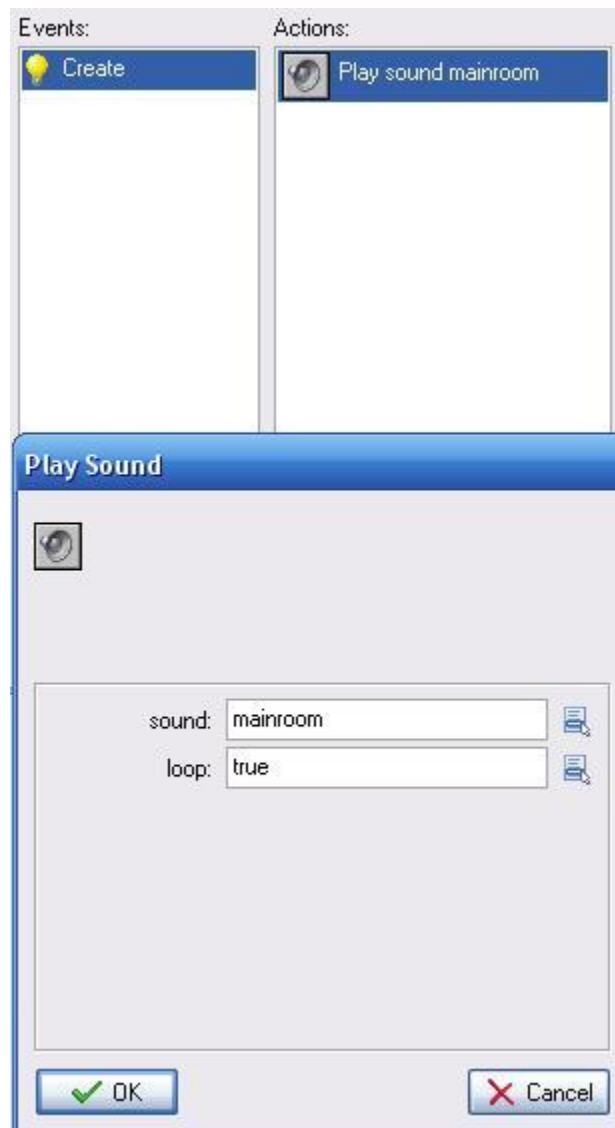 Events: Actions:
Create
Play sound mainroom
Play Sound
sound: mainroom
loop: true
OK Cancel